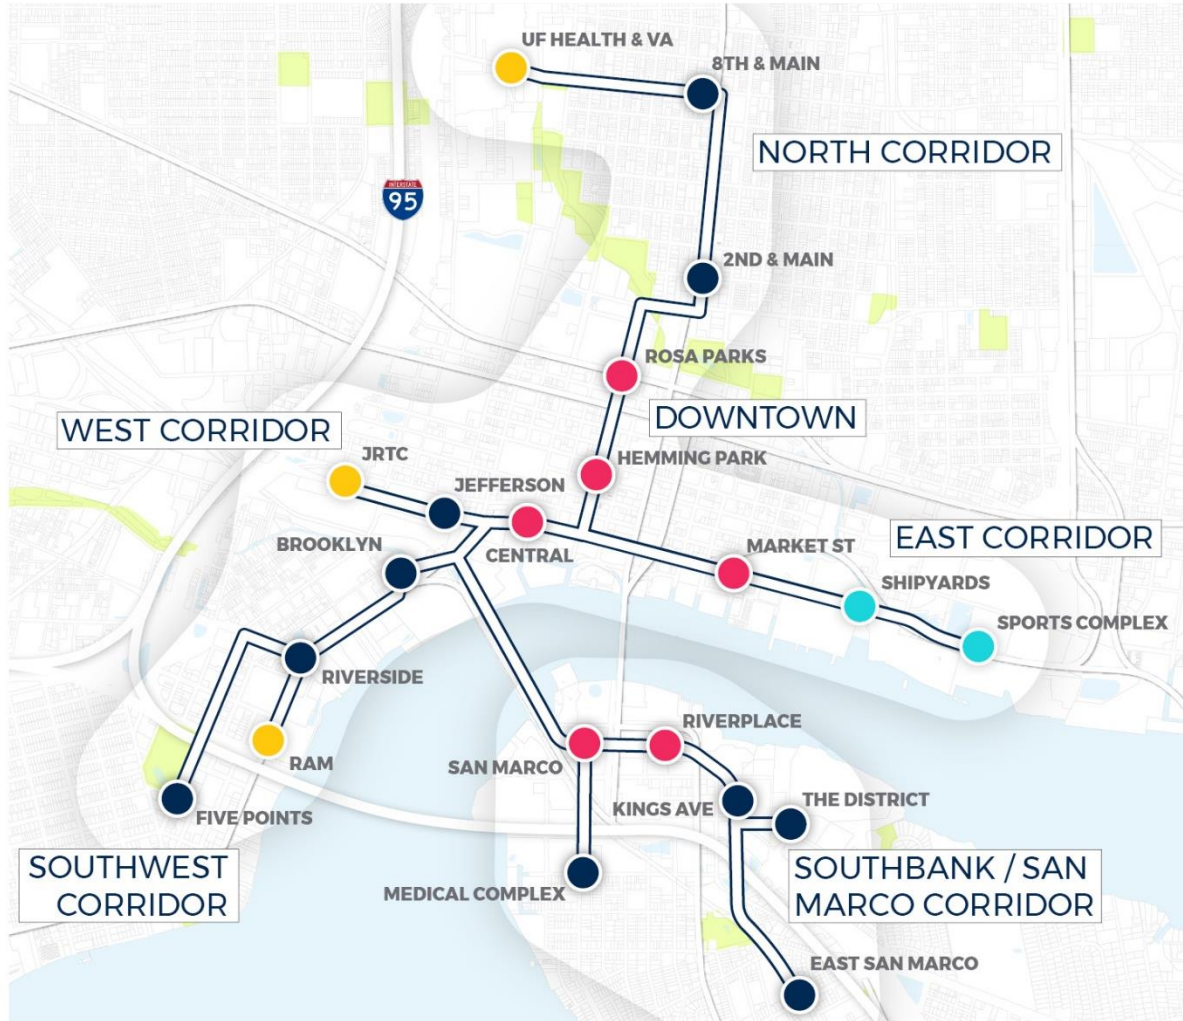 UF HEALTH & VA
8TH & MAIN
NORTH CORRIDOR
INTERSTATE
95
2ND & MAIN
ROSA PARKS
DOWNTOWN
WEST CORRIDOR
JRTC
HEMMING PARK
JEFFERSON
EAST CORRIDOR
BROOKLYN
CENTRAL
MARKET ST
SHIPYARDS
SPORTS COMPLEX
RIVERSIDE
RIVERPLACE
RAM
SAN MARCO
KINGS AVE
THE DISTRICT
FIVE POINTS
SOUTHWEST
CORRIDOR
MEDICAL COMPLEX
SOUTHBANK / SAN
MARCO CORRIDOR
EAST SAN MARCO